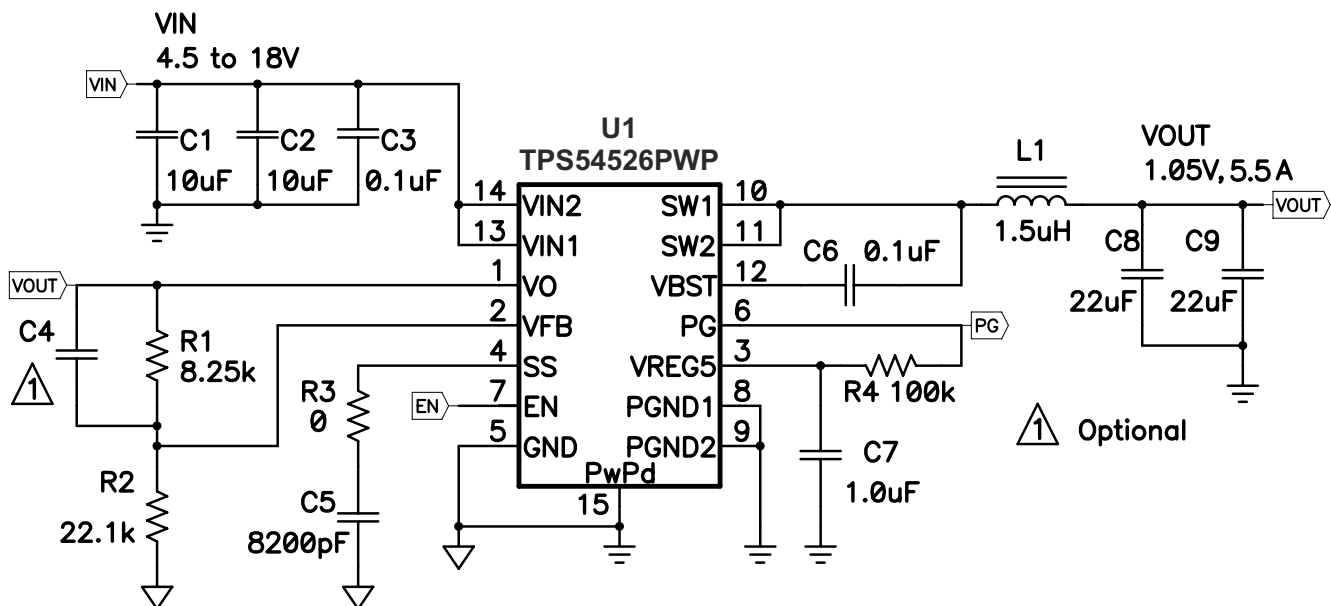 VIN
4.5 to 18V
VIN
C1
10uF
C2
10uF
C3
0.1uF
U1
TPS54526PWP
14 VIN2
13 VIN1
1 VO
2 VFB
4 SS
7 EN
5 GND
SW1 10
SW2 11
VBST 12
PG 6
VREG5 3
PGND1 8
PGND2 9
PwPd
15
VOUT
C4
1
R1
8.25k
R2
22.1k
R3
0
C5
8200pF
EN
C6 0.1uF
PG
R4 100k
C7
1.0uF
L1
1.5uH
VOUT
1.05V, 5.5A
VOUT
C8
22uF
C9
22uF
1 Optional